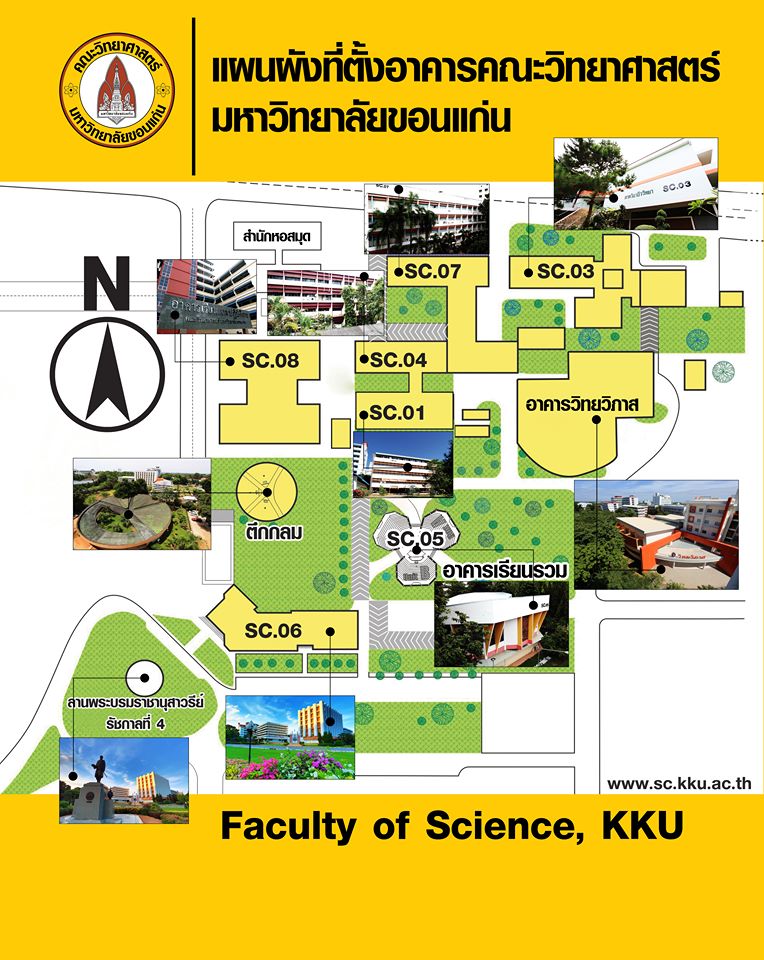 คณะวิทยาศาสตร์
มหาวิทยาลัยขอนแก่น
แผนผังที่ตั้งอาคารคณะวิทยาศาสตร์
มหาวิทยาลัยขอนแก่น
SC.03
SC.07
สำนักหอสมุด
N
SC.07
SC.03
SC.08
SC.04
SC.01
อาคารวิทยวิภาส
ตึกกลม
SC.05
อาคารเรียนรวม
SC.06
ลานพระบรมราชานุสาวรีย์
รัชกาลที่ 4
www.sc.kku.ac.th
Faculty of Science, KKU